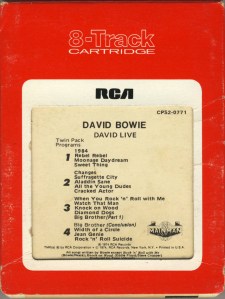 8-Track
CARTRIDGE
RCA
CPS2-0771
DAVID BOWIE
DAVID LIVE
Twin Pack
Programs
1984
1 Rebel Rebel
Moonage Daydream
Sweet Thing
Changes
2 Suffragette City
Aladdin Sane
All the Young Dudes
Cracked Actor
When You Rock 'n' Roll with Me
3 Watch that Man
Knock on Wood
Diamond Dogs
Big Brother (Part 1)
Big Brother (Conclusion)
4 Width of a Circle
Jean Genie
Rock 'n' Roll Suicide
MAINMAN